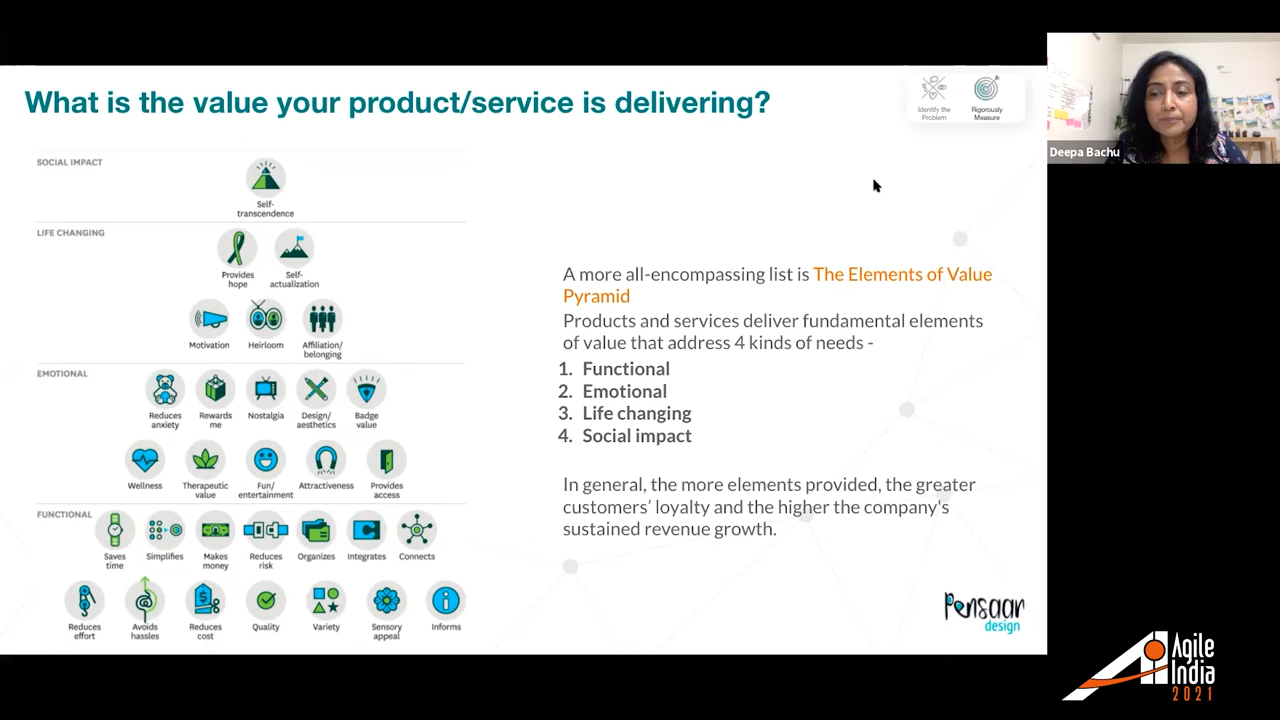 What is the value your product/service is delivering?
Identify the
Problem
Rigorously
Measure
Deepa Bachu
SOCIAL IMPACT
Self-
transcendence
LIFE CHANGING
Provides
hope
Self-
actualization
Motivation
Heirloom
Affiliation/
belonging
EMOTIONAL
Reduces
anxiety
Rewards
me
Nostalgia
Design/
aesthetics
Badge
value
Wellness
Therapeutic
value
Fun/
entertainment
Attractiveness
Provides
access
FUNCTIONAL
Saves
time
Simplifies
Makes
money
Reduces
risk
Organizes
Integrates
Connects
Reduces
effort
Avoids
hassles
Reduces
cost
Quality
Variety
Sensory
appeal
Informs
A more all-encompassing list is The Elements of Value
Pyramid
Products and services deliver fundamental elements
of value that address 4 kinds of needs -
1. Functional
2. Emotional
3. Life changing
4. Social impact
In general, the more elements provided, the greater
customers' loyalty and the higher the company's
sustained revenue growth.
Pensaar
design
Agile
India
2021